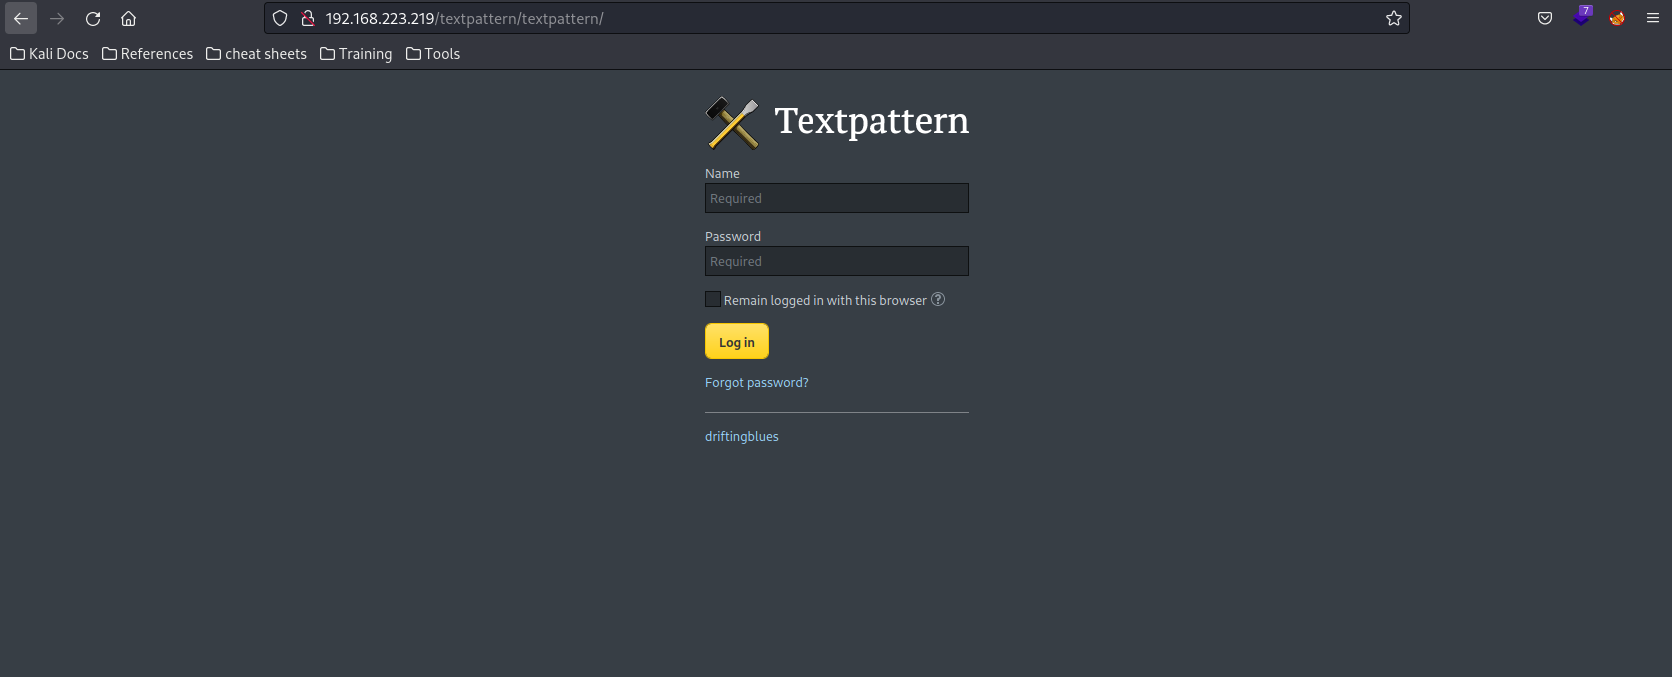 192.168.223.219/textpattern/textpattern/
7
Kali Docs References cheat sheets Training Tools
Textpattern
Name
Required
Password
Required
Remain logged in with this browser ?
Log in
Forgot password?
driftingblues